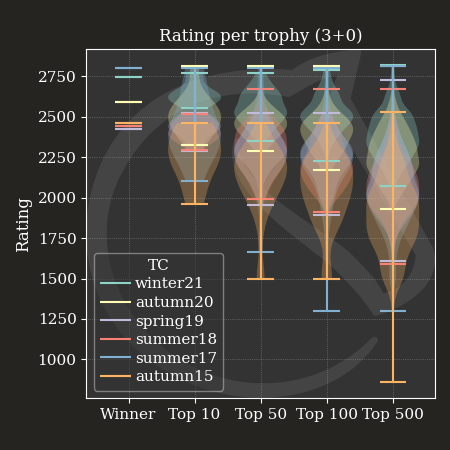 Rating per trophy (3+0)
2750
2500
2250
2000
1750
1500
1250
1000
Rating
TC
winter21
autumn20
spring19
summer18
summer17
autumn15
Winner Top 10 Top 50 Top 100 Top 500